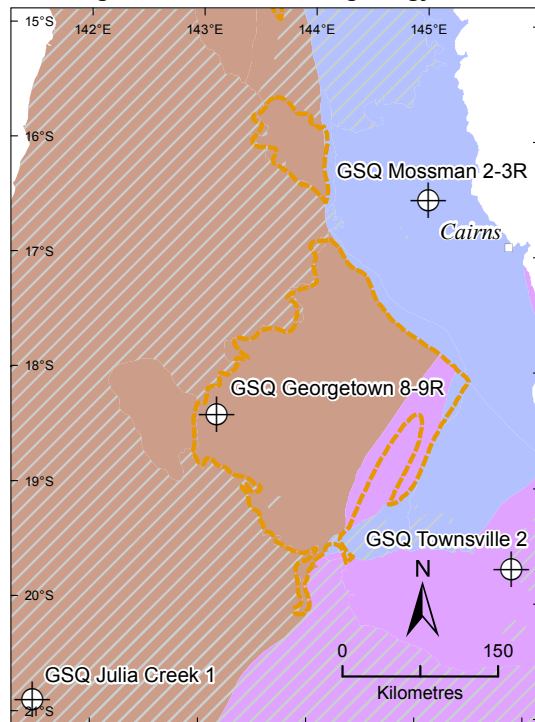 15°S
142°E
143°E
144°E
145°E
16°S
GSQ Mossman 2-3R
Cairns
17°S
18°S
GSQ Georgetown 8-9R
19°S
GSQ Townsville 2
N
20°S
0
150
Kilometres
GSQ Julia Creek 1
21°S